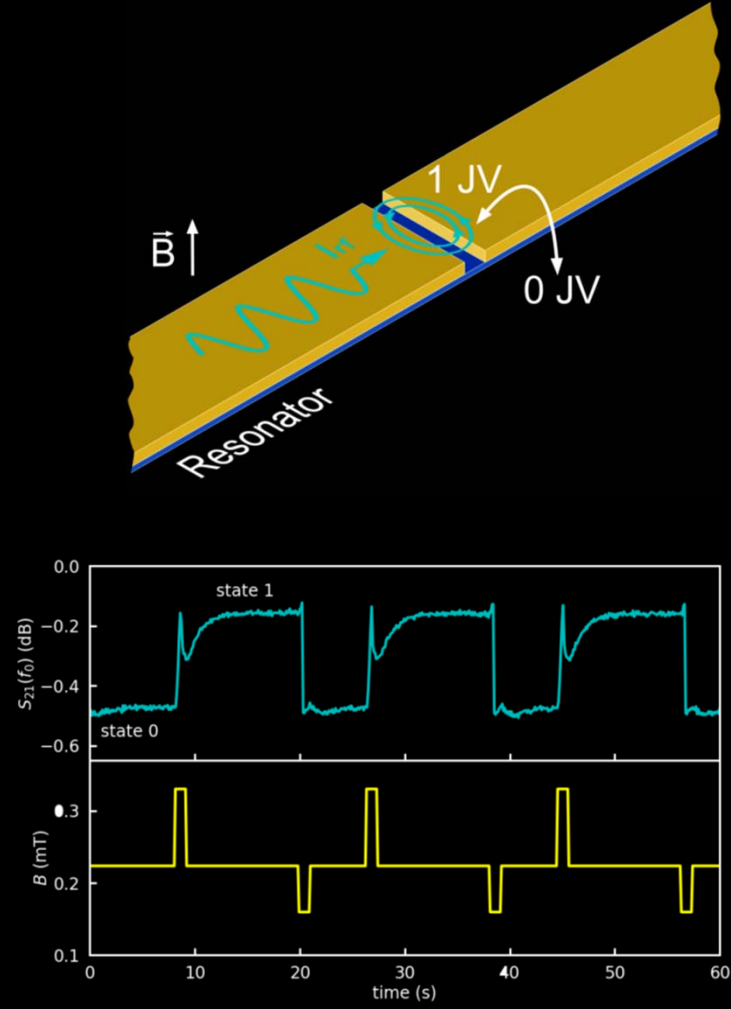 1 JV
B⃗
I_rf
0 JV
Resonator
0.0
−0.2
−0.4
−0.6
S₂₁(f₀) (dB)
state 1
state 0
0.3
0.2
0.1
B (mT)
0 10 20 30 40 50 60
time (s)